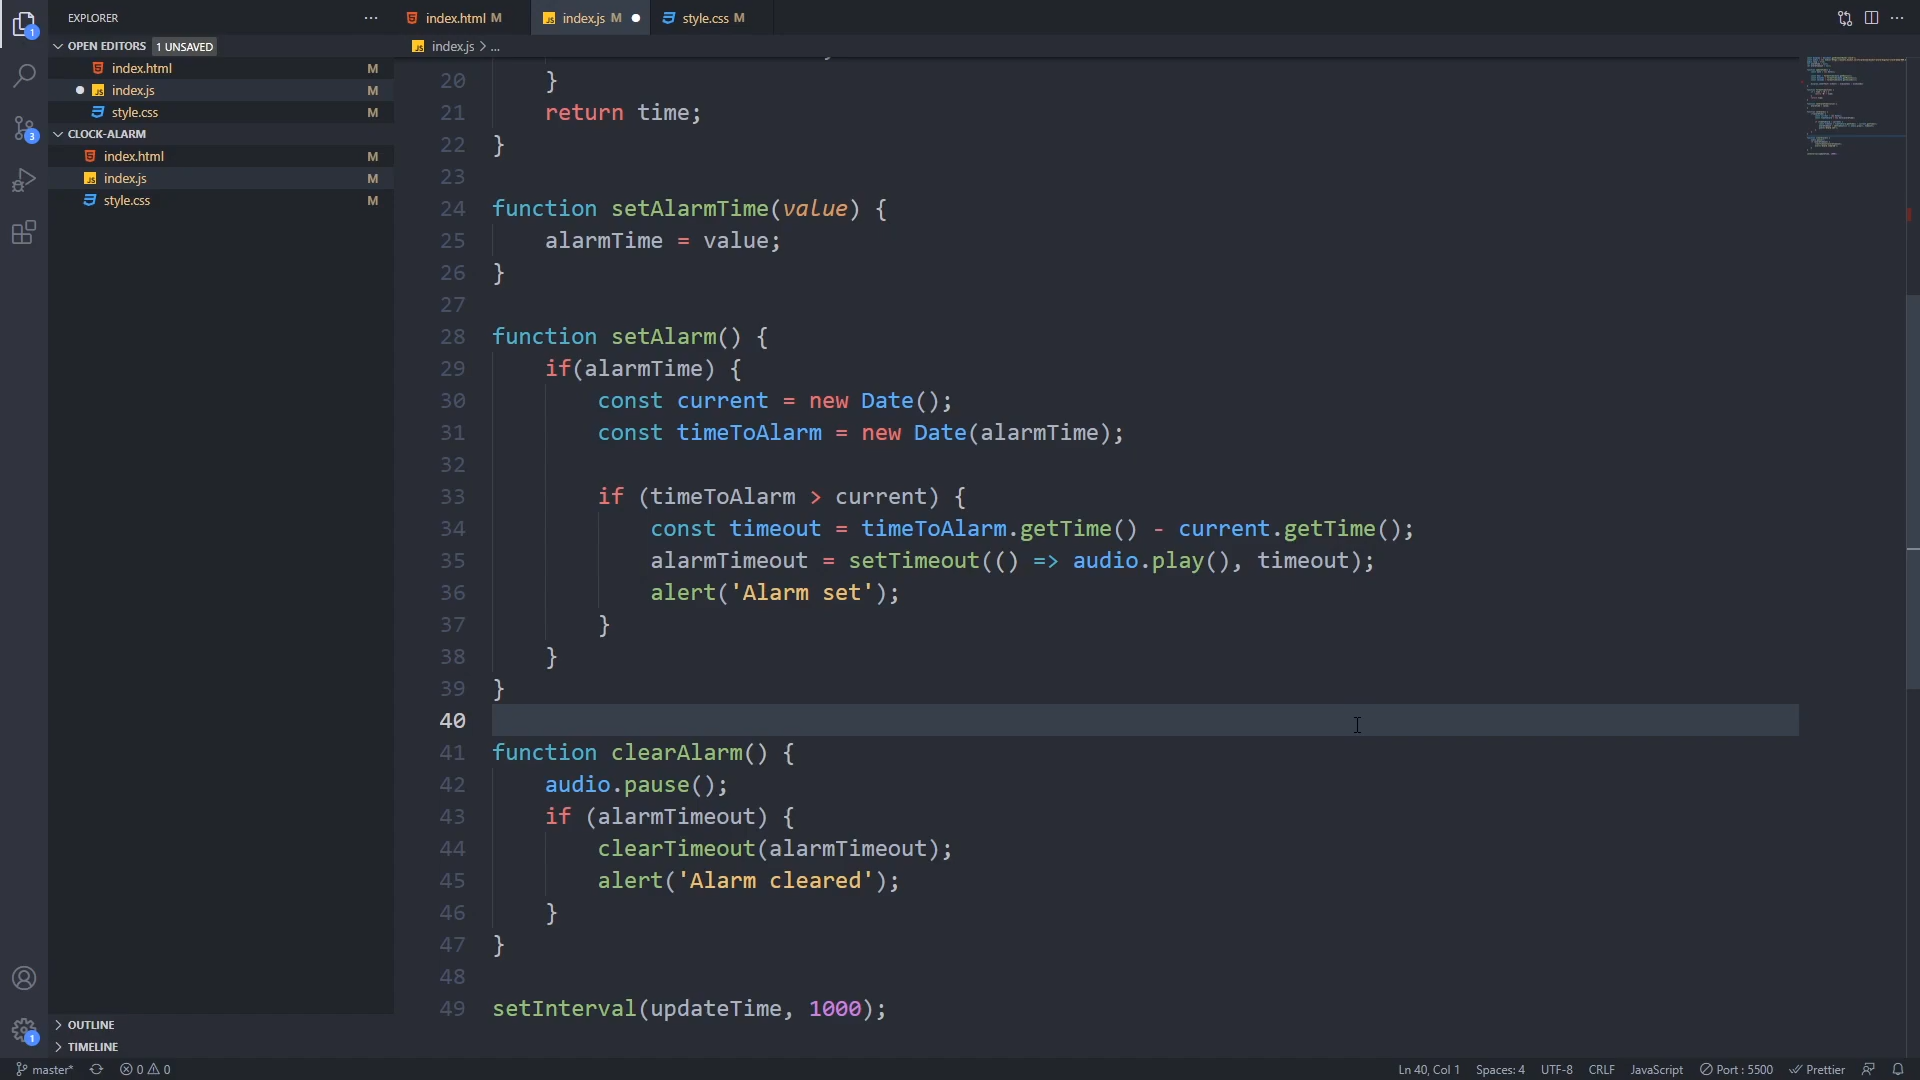 EXPLORER
OPEN EDITORS 1 UNSAVED
index.html M
index.js M
style.css M
CLOCK-ALARM
index.html M
index.js M
style.css M
OUTLINE
TIMELINE
index.html M
index.js M
style.css M
index.js > ...
20 }
21 return time;
22 }
23
24 function setAlarmTime(value) {
25 alarmTime = value;
26 }
27
28 function setAlarm() {
29 if(alarmTime) {
30 const current = new Date();
31 const timeToAlarm = new Date(alarmTime);
32
33 if (timeToAlarm > current) {
34 const timeout = timeToAlarm.getTime() - current.getTime();
35 alarmTimeout = setTimeout(() => audio.play(), timeout);
36 alert('Alarm set');
37 }
38 }
39 }
40
41 function clearAlarm() {
42 audio.pause();
43 if (alarmTimeout) {
44 clearTimeout(alarmTimeout);
45 alert('Alarm cleared');
46 }
47 }
48
49 setInterval(updateTime, 1000);
1
3
1
master* 0 0 Ln 40, Col 1 Spaces: 4 UTF-8 CRLF JavaScript Port : 5500 Prettier